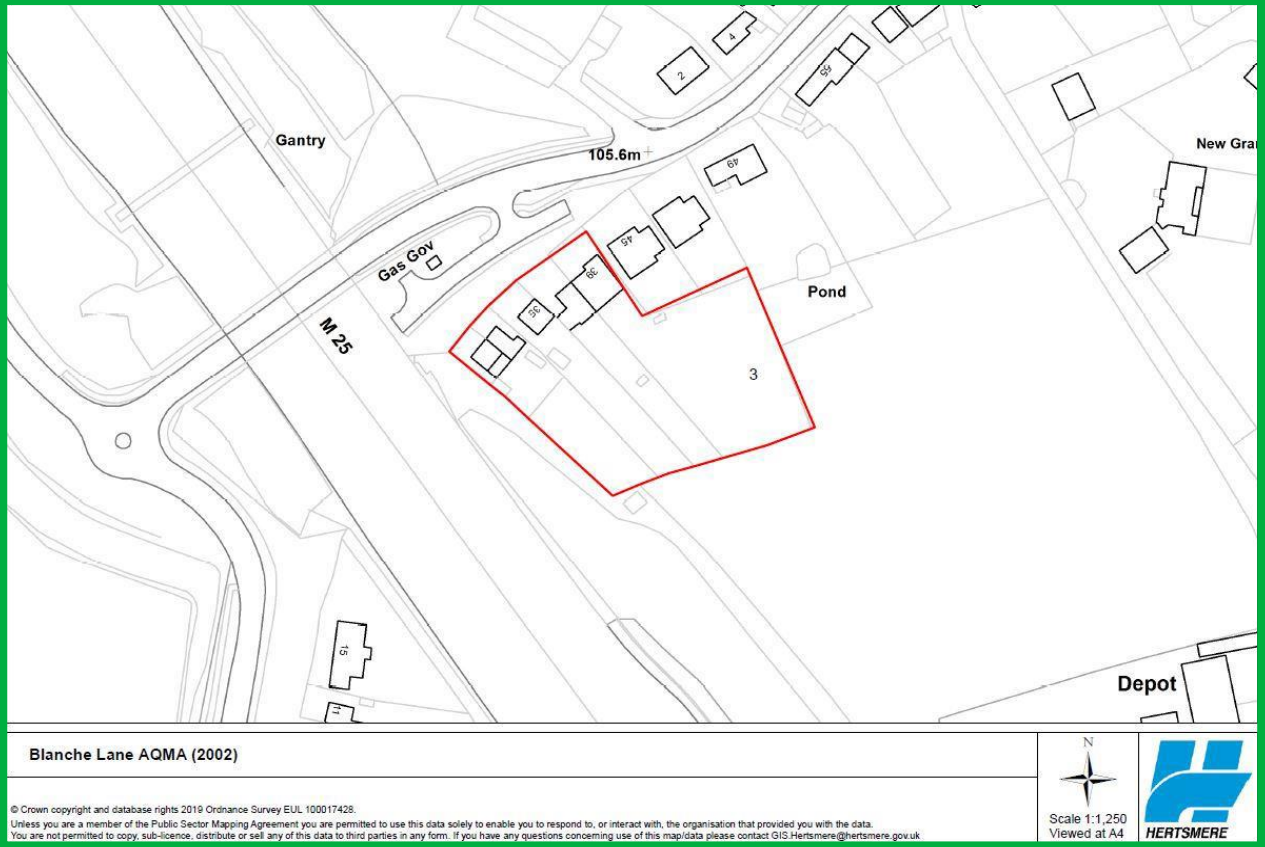 4
2
55
Gantry
105.6m
New Gra
49
45
Gas Gov
39
Pond
35
M 25
3
15
Depot
11
Blanche Lane AQMA (2002)
N
© Crown copyright and database rights 2019 Ordnance Survey EUL 100017428.
Unless you are a member of the Public Sector Mapping Agreement you are permitted to use this data solely to enable you to respond to, or interact with, the organisation that provided you with the data.
You are not permitted to copy, sub-licence, distribute or sell any of this data to third parties in any form. If you have any questions concerning use of this map/data please contact GIS.Hertsmere@hertsmere.gov.uk
Scale 1:1,250
Viewed at A4
HERTSMERE